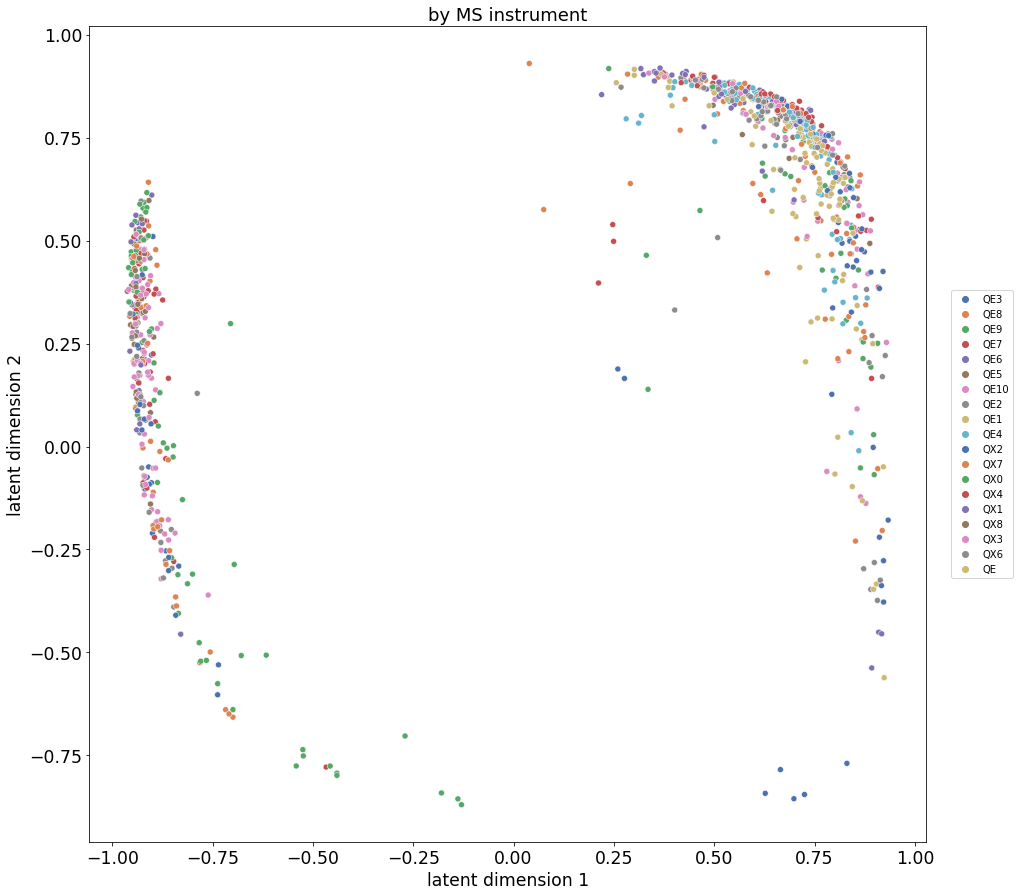 by MS instrument
1.00
0.75
0.50
0.25
0.00
−0.25
−0.50
−0.75
latent dimension 2
−1.00 −0.75 −0.50 −0.25 0.00 0.25 0.50 0.75 1.00
latent dimension 1
QE3
QE8
QE9
QE7
QE6
QE5
QE10
QE2
QE1
QE4
QX2
QX7
QX0
QX4
QX1
QX8
QX3
QX6
QE